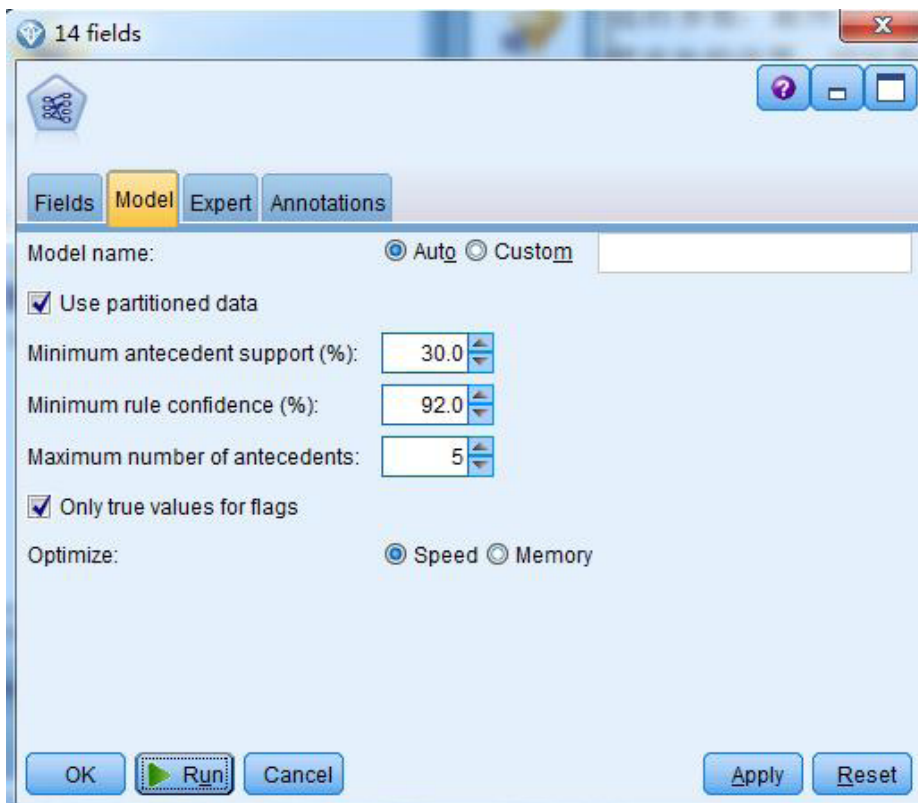 14 fields
Fields Model Expert Annotations
Model name: Auto Custom
Use partitioned data
Minimum antecedent support (%): 30.0
Minimum rule confidence (%): 92.0
Maximum number of antecedents: 5
Only true values for flags
Optimize: Speed Memory
OK Run Cancel Apply Reset